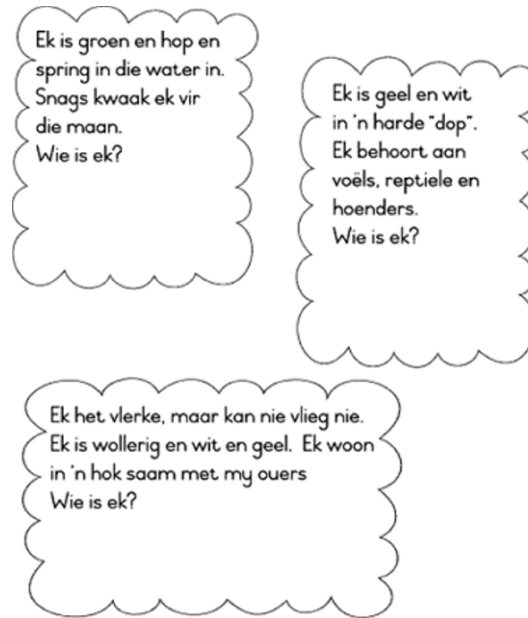 Ek is groen en hop en
spring in die water in.
Snags kwaak ek vir
die maan.
Wie is ek?
Ek is geel en wit
in 'n harde "dop".
Ek behoort aan
voëls, reptiele en
hoenders.
Wie is ek?
Ek het vlerke, maar kan nie vlieg nie.
Ek is wollerig en wit en geel. Ek woon
in 'n hok saam met my ouers
Wie is ek?